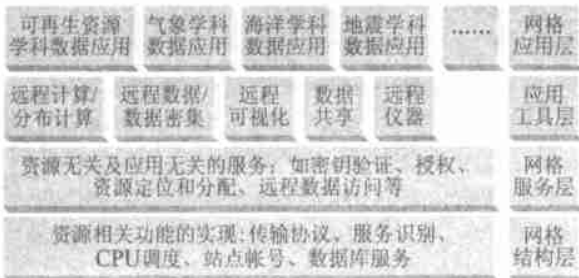 可再生资源
学科数据应用
气象学科
数据应用
海洋学科
数据应用
地震学科
数据应用
……
网格
应用层
远程计算/
分布计算
远程数据/
数据密集
远程
可视化
数据
共享
远程
仪器
应用
工具层
资源无关及应用无关的服务：如密钥验证、授权、
资源定位和分配、远程数据访问等
网格
服务层
资源相关功能的实现:传输协议、服务识别、
CPU调度、站点帐号、数据库服务
网格
结构层